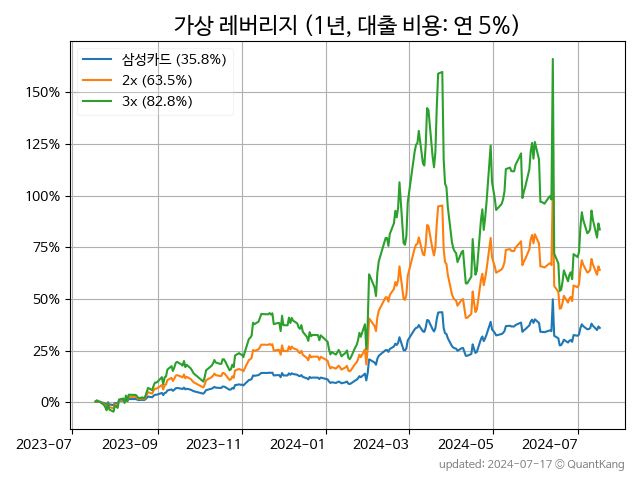 가상 레버리지 (1년, 대출 비용: 연 5%)
삼성카드 (35.8%)
2x (63.5%)
3x (82.8%)
150%
125%
100%
75%
50%
25%
0%
2023-07 2023-09 2023-11 2024-01 2024-03 2024-05 2024-07
updated: 2024-07-17 © QuantKang